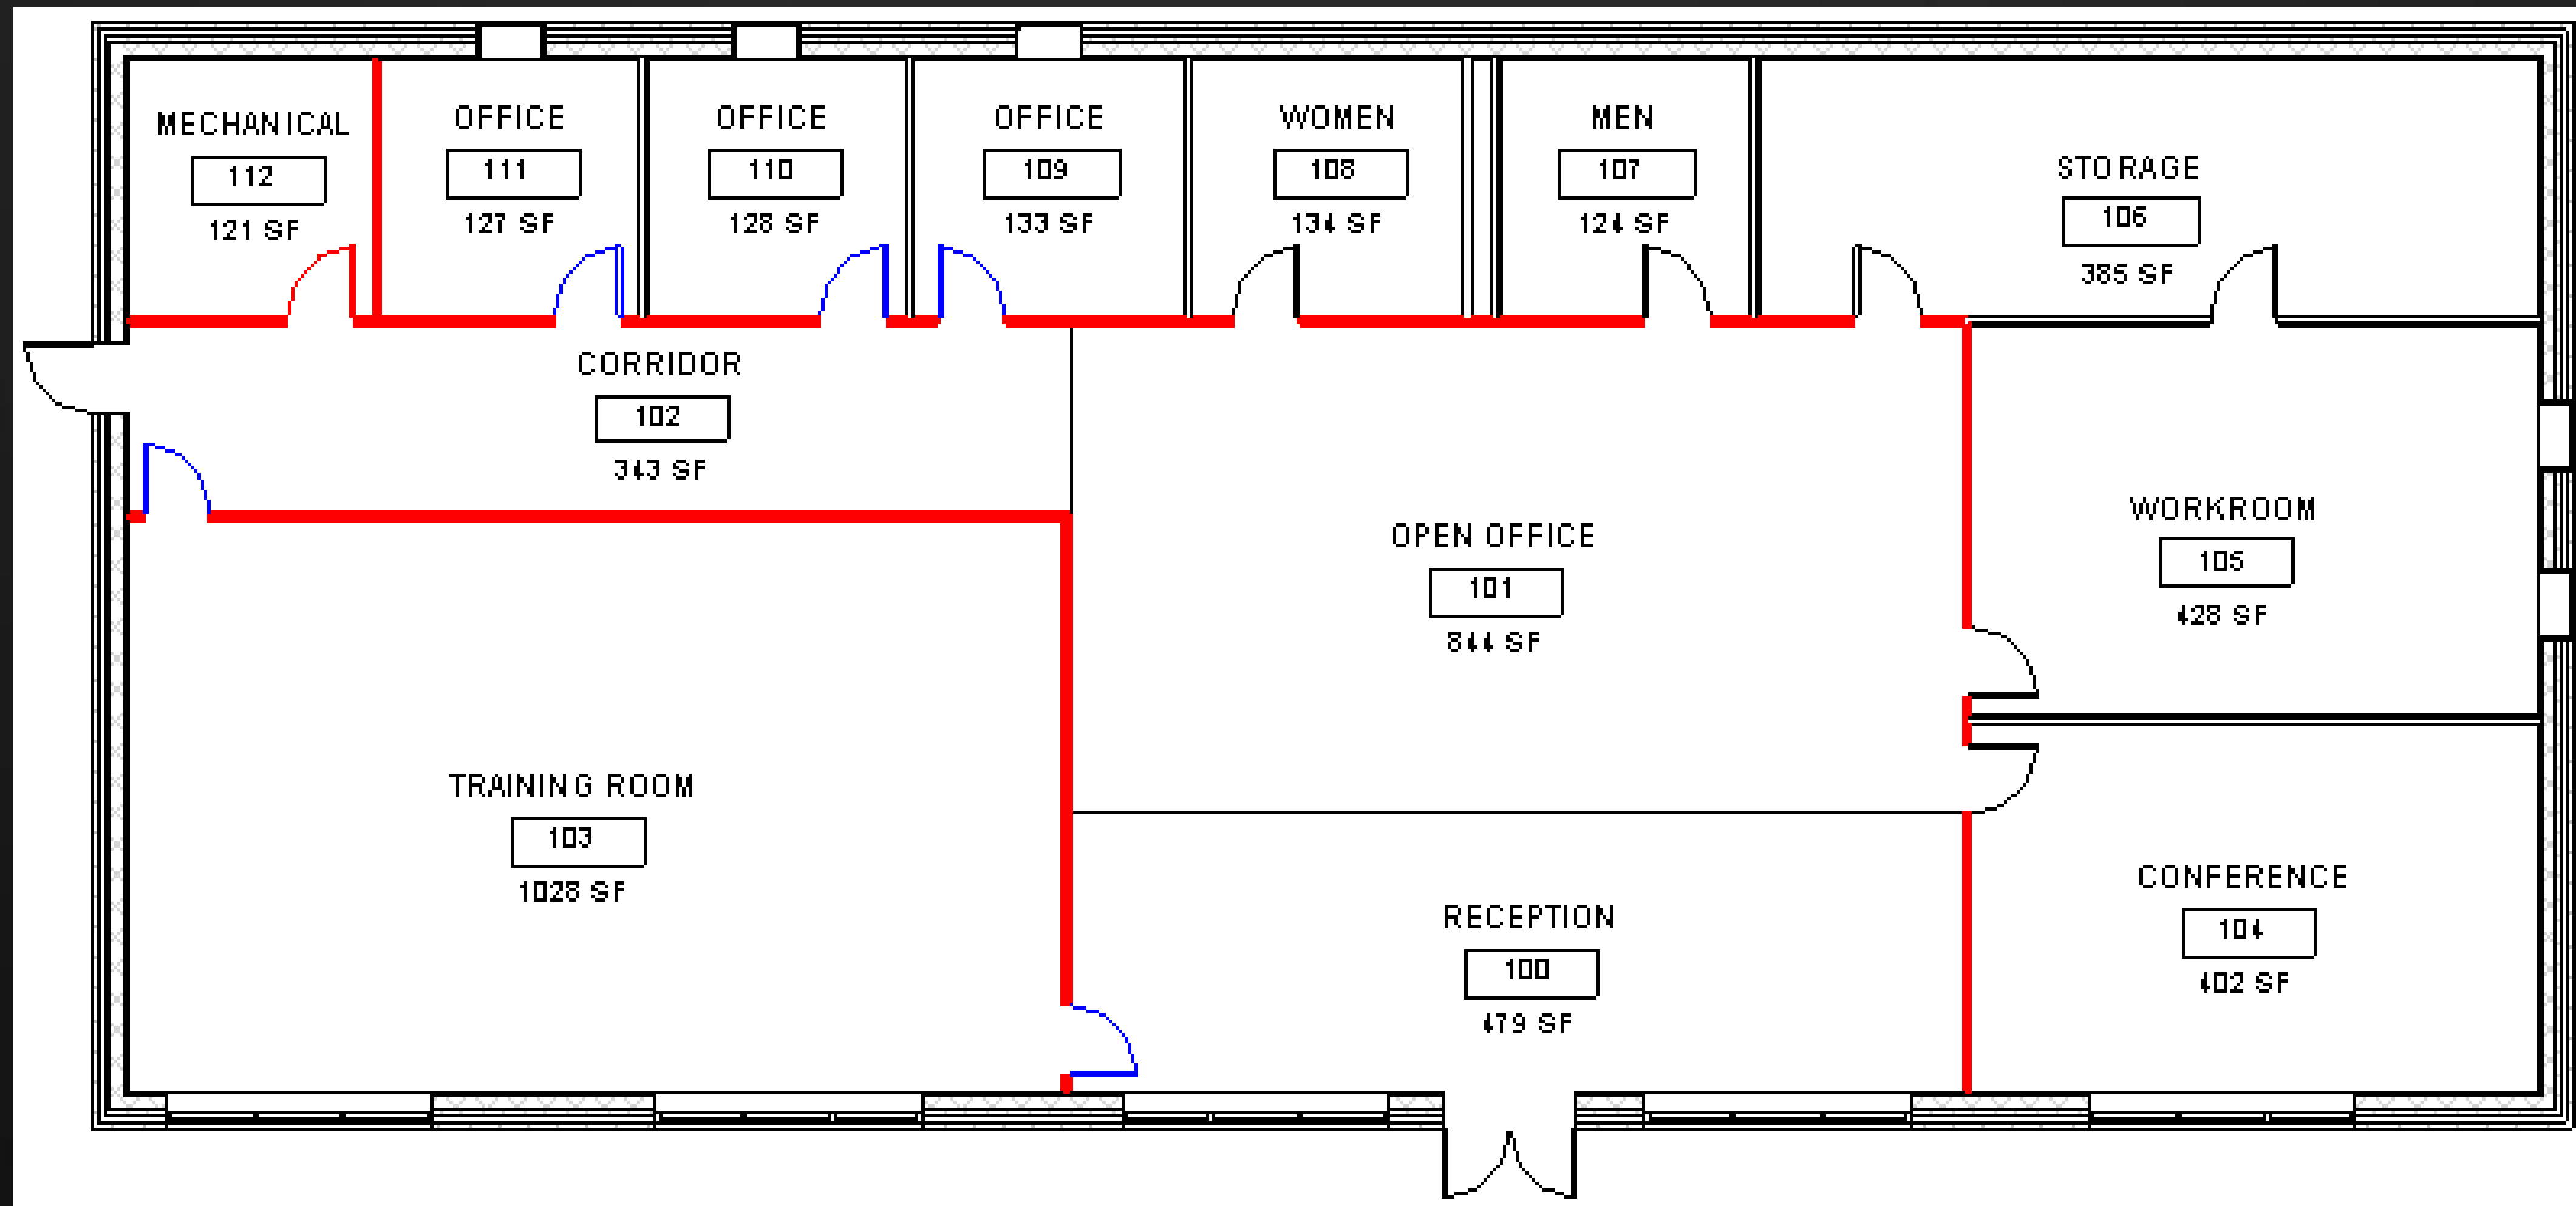 MECHANICAL
112
121 SF
OFFICE
111
127 SF
OFFICE
110
128 SF
OFFICE
109
133 SF
WOMEN
108
134 SF
MEN
107
124 SF
STORAGE
106
385 SF
CORRIDOR
102
343 SF
OPEN OFFICE
101
844 SF
WORKROOM
105
428 SF
TRAINING ROOM
103
1028 SF
RECEPTION
100
479 SF
CONFERENCE
104
402 SF